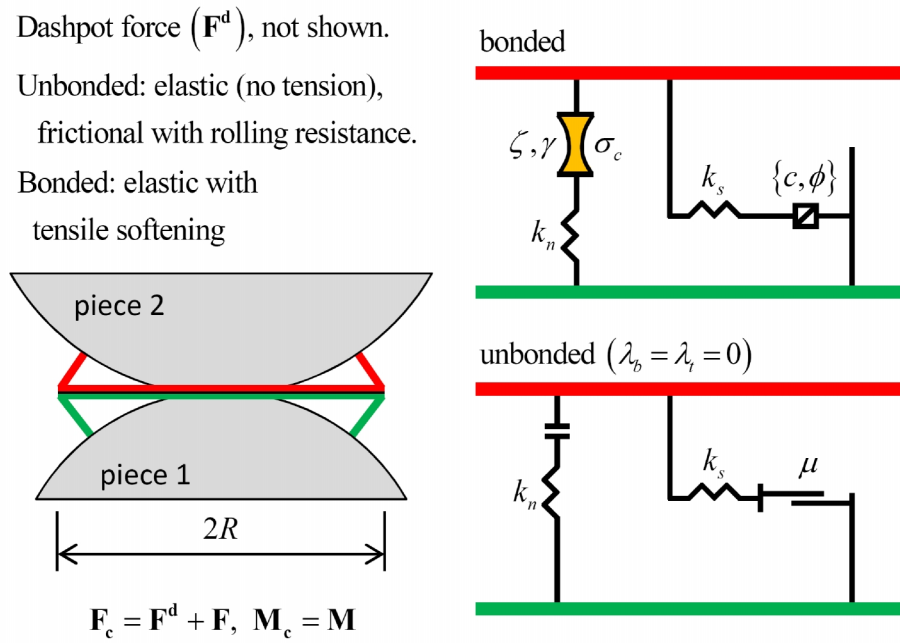 Dashpot force (F^d), not shown.
Unbonded: elastic (no tension),
frictional with rolling resistance.
Bonded: elastic with
tensile softening
piece 2
piece 1
2R
F_c = F^d + F, M_c = M
bonded
ζ, γ σ_c
k_n
k_s {c, ϕ}
unbonded (λ_b = λ_t = 0)
k_n
k_s μ